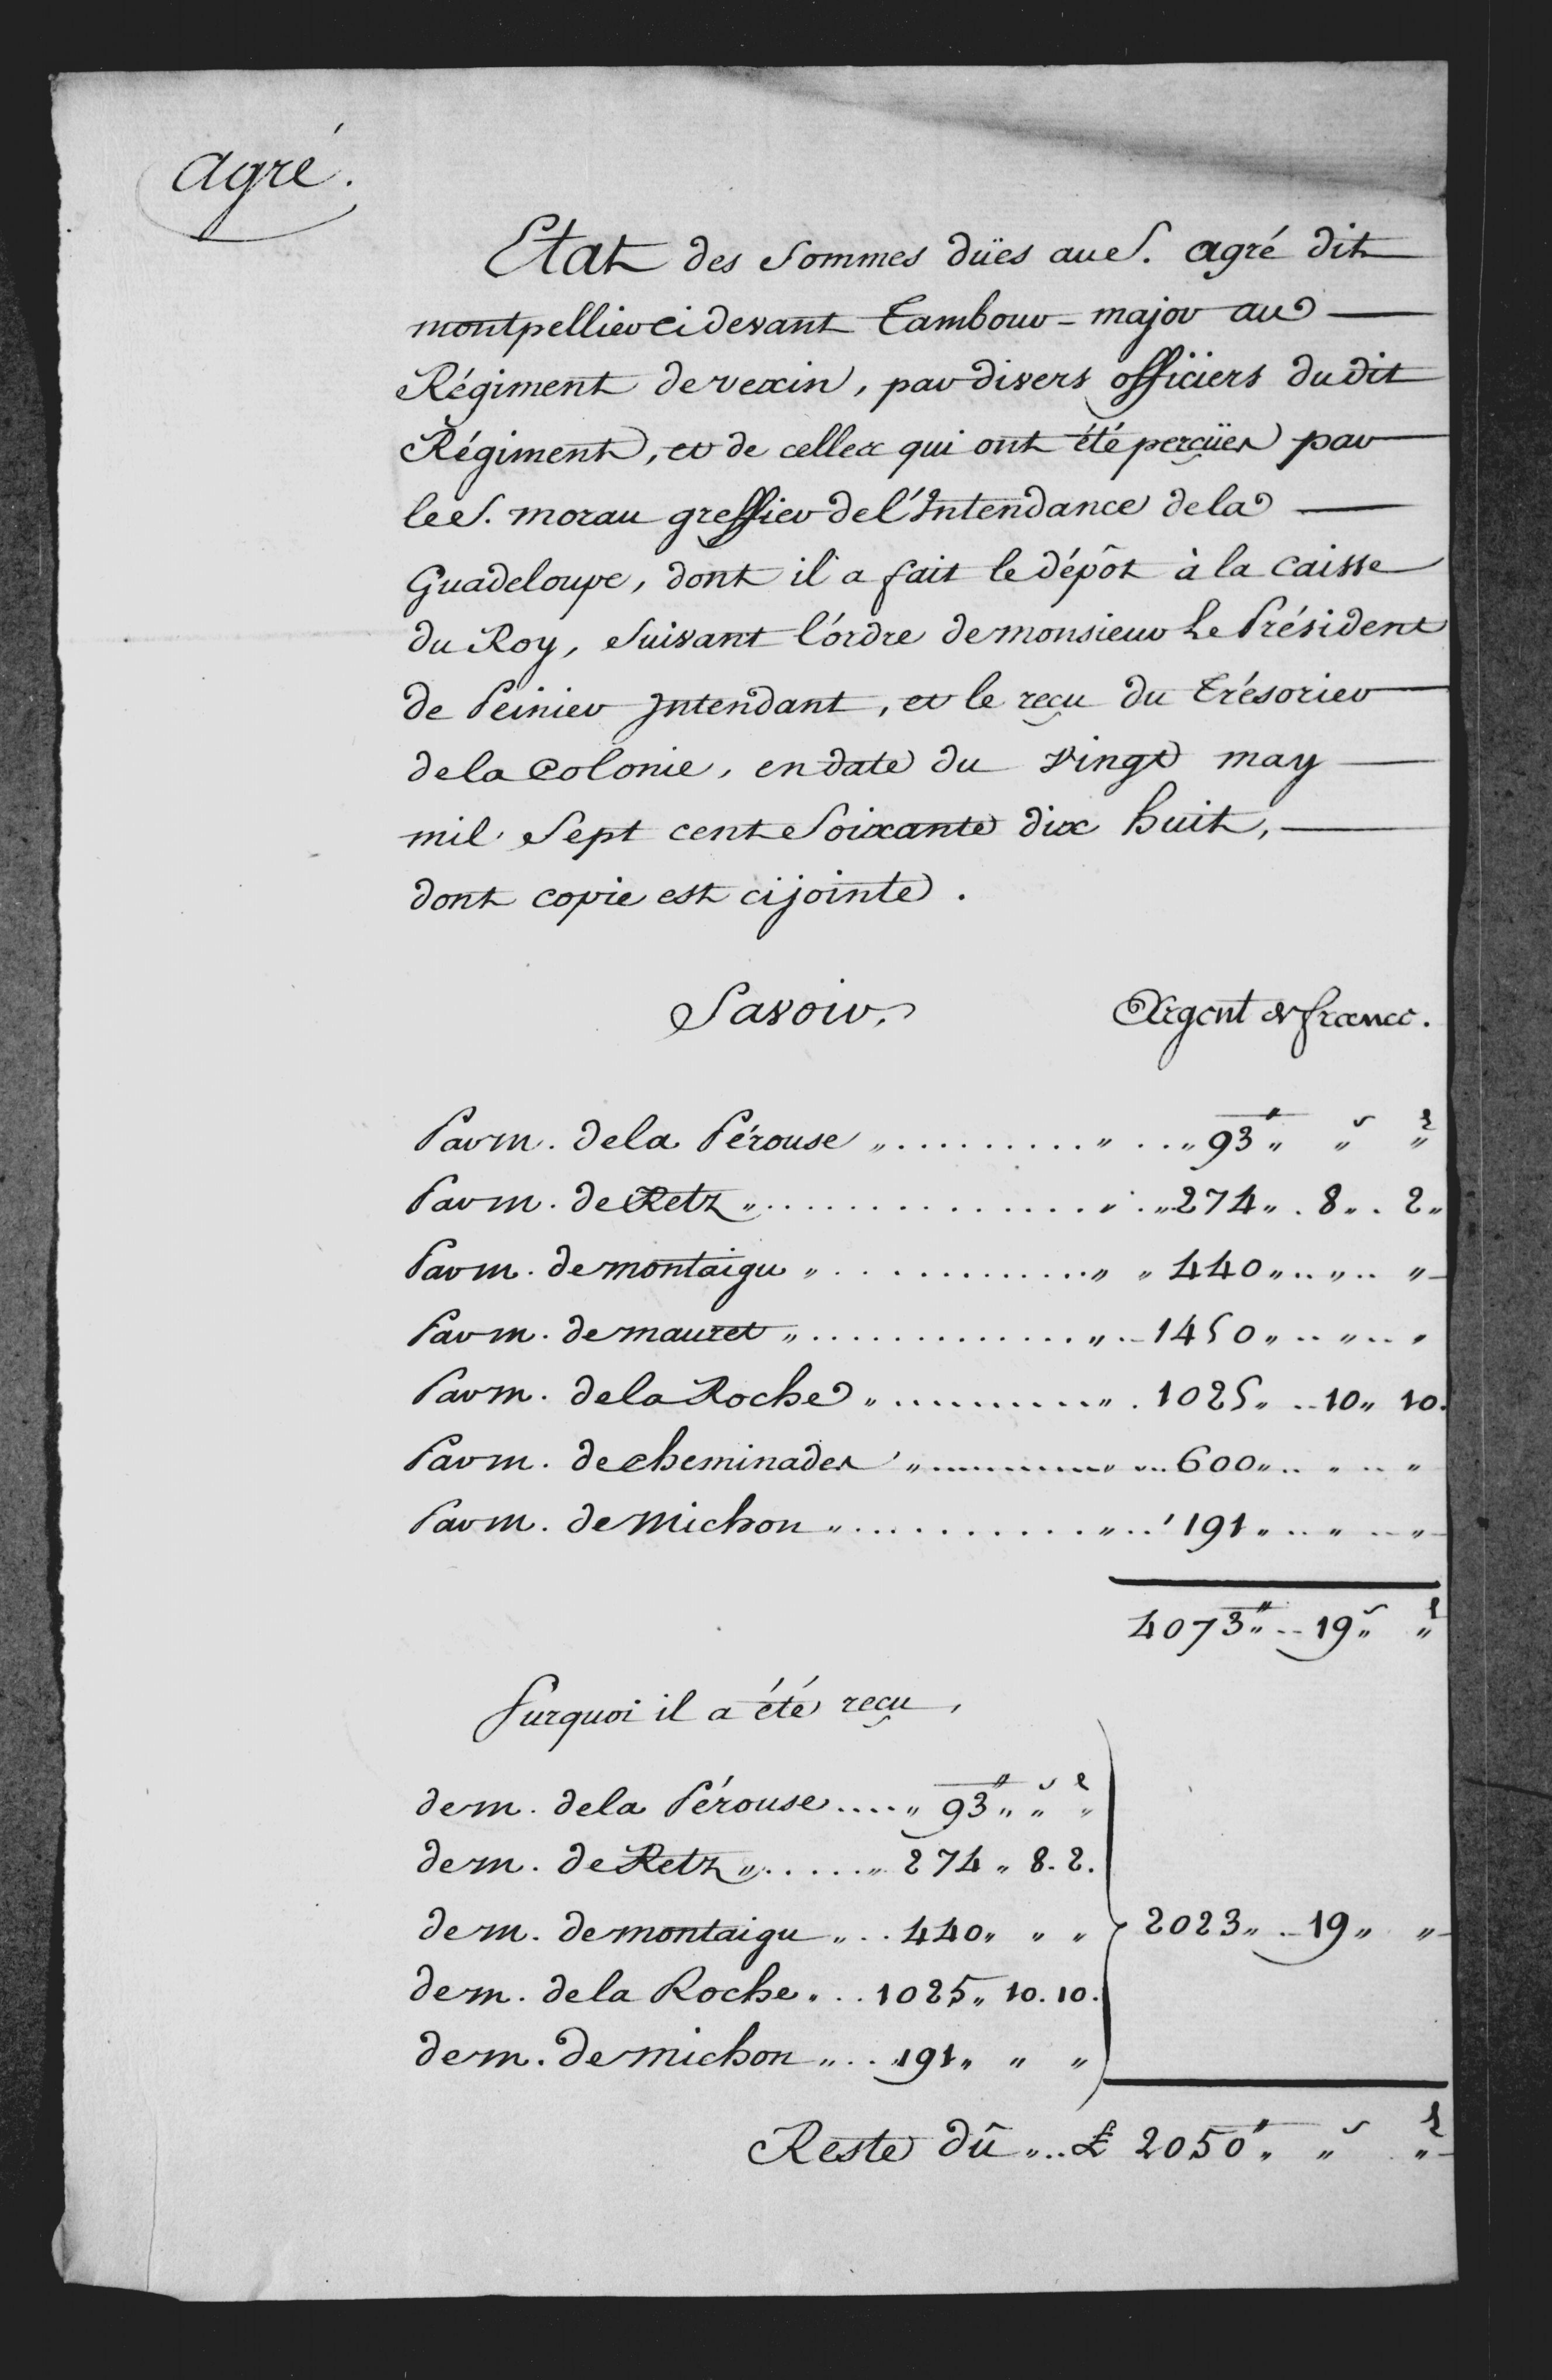 agré.
Etat des Sommes düës au S. agré dit
montpellier ci devant Tambour-major au
Régiment de vexin, par divers officiers du dit
Régiment, et de celles qui ont été perçües par
le S. morau greffier de l'Intendance de la
Guadeloupe, dont il a fait le dépôt à la Caisse
du Roy, Suivant l'ordre de monsieur Le Président
de Peinier Intendant, et le reçu du Trésorier
de la Colonie, en date du vingt may
mil Sept cent Soixante dix huit,
dont copie est cijointe.
Savoir, Argent de france.
Par m. de la Pérouse „..........„ ..„ 93 ₶ „ s „ d „
Par m. de Retz „...............„ .„ 274 „ . 8 „ . 2 „
Par m. de montaigu „..............„ „ 440 „ .. „ .. „
Par m. de mauret „..............„ .. 1450 „ .. „ .. „
Par m. de la Roche „...........„ . 1025 „ .. 10 „ 10.
Par m. de cheminades „............„ ... 600 „ .. „ .. „
Par m. de Michon „...........„ .. 191 „ .. „ .. „
4073 ₶ „ .. 19 s „ d „
Surquoi il a été reçu,
de m. de la Pérouse .... „ 93 ₶ „ s „ d „
de m. de Retz „.....„ 274 „ 8. 2.
de m. de montaigu „.. 440 „ „ „ 2023 „ .. 19 „ „
de m. de la Roche „.. 1025 „ 10. 10.
de m. de michon „.. 191 „ „ „
Reste dû „.. £ 2050 ₶ „ s „ d „